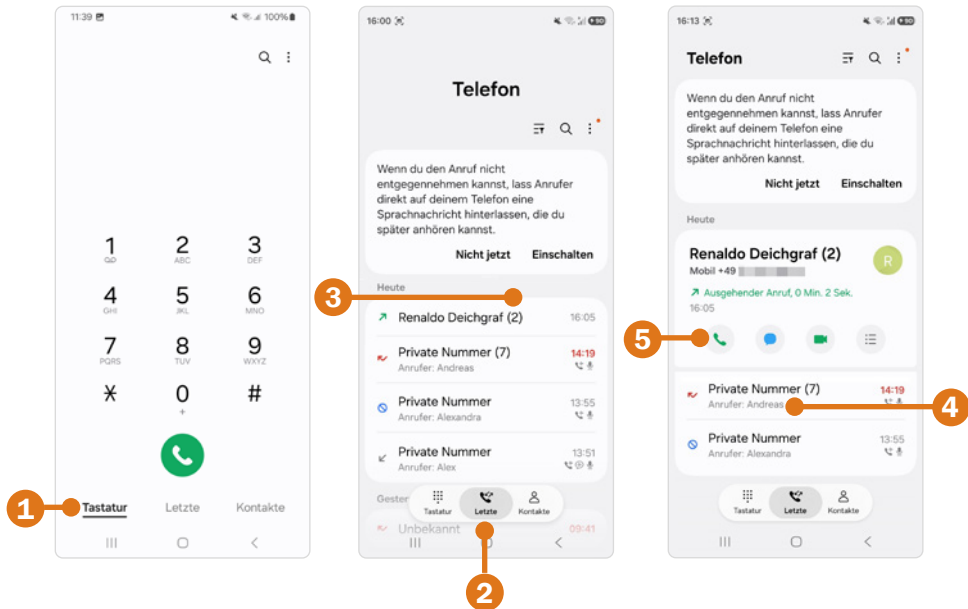 11:39
100%
1 2 3
ABC DEF
4 5 6
GHI JKL MNO
7 8 9
PQRS TUV WXYZ
* 0 #
+
1
Tastatur Letzte Kontakte
16:00
90
Telefon
Wenn du den Anruf nicht
entgegennehmen kannst, lass Anrufer
direkt auf deinem Telefon eine
Sprachnachricht hinterlassen, die du
später anhören kannst.
Nicht jetzt Einschalten
3
Heute
Renaldo Deichgraf (2) 16:05
Private Nummer (7) 14:19
Anrufer: Andreas
Private Nummer 13:55
Anrufer: Alexandra
Private Nummer 13:51
Anrufer: Alex
Gester
Tastatur Letzte Kontakte
Unbekannt 09:41
2
16:13
90
Telefon
Wenn du den Anruf nicht
entgegennehmen kannst, lass Anrufer
direkt auf deinem Telefon eine
Sprachnachricht hinterlassen, die du
später anhören kannst.
Nicht jetzt Einschalten
Heute
Renaldo Deichgraf (2)
R
Mobil +49
Ausgehender Anruf, 0 Min. 2 Sek.
16:05
5
Private Nummer (7) 14:19
Anrufer: Andreas
4
Private Nummer 13:55
Anrufer: Alexandra
Tastatur Letzte Kontakte